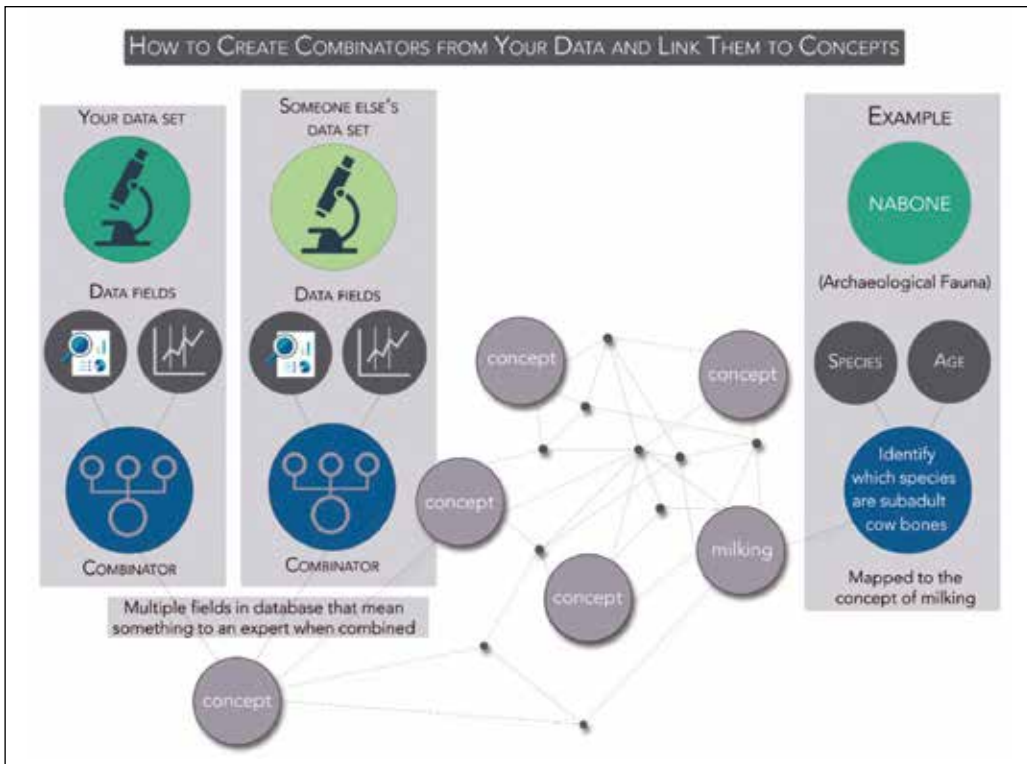 HOW TO CREATE COMBINATORS FROM YOUR DATA AND LINK THEM TO CONCEPTS
YOUR DATA SET
DATA FIELDS
COMBINATOR
SOMEONE ELSE'S
DATA SET
DATA FIELDS
COMBINATOR
Multiple fields in database that mean
something to an expert when combined
concept
concept
concept
concept
concept
milking
EXAMPLE
NABONE
(Archaeological Fauna)
SPECIES
AGE
Identify
which species
are subadult
cow bones
Mapped to the
concept of milking